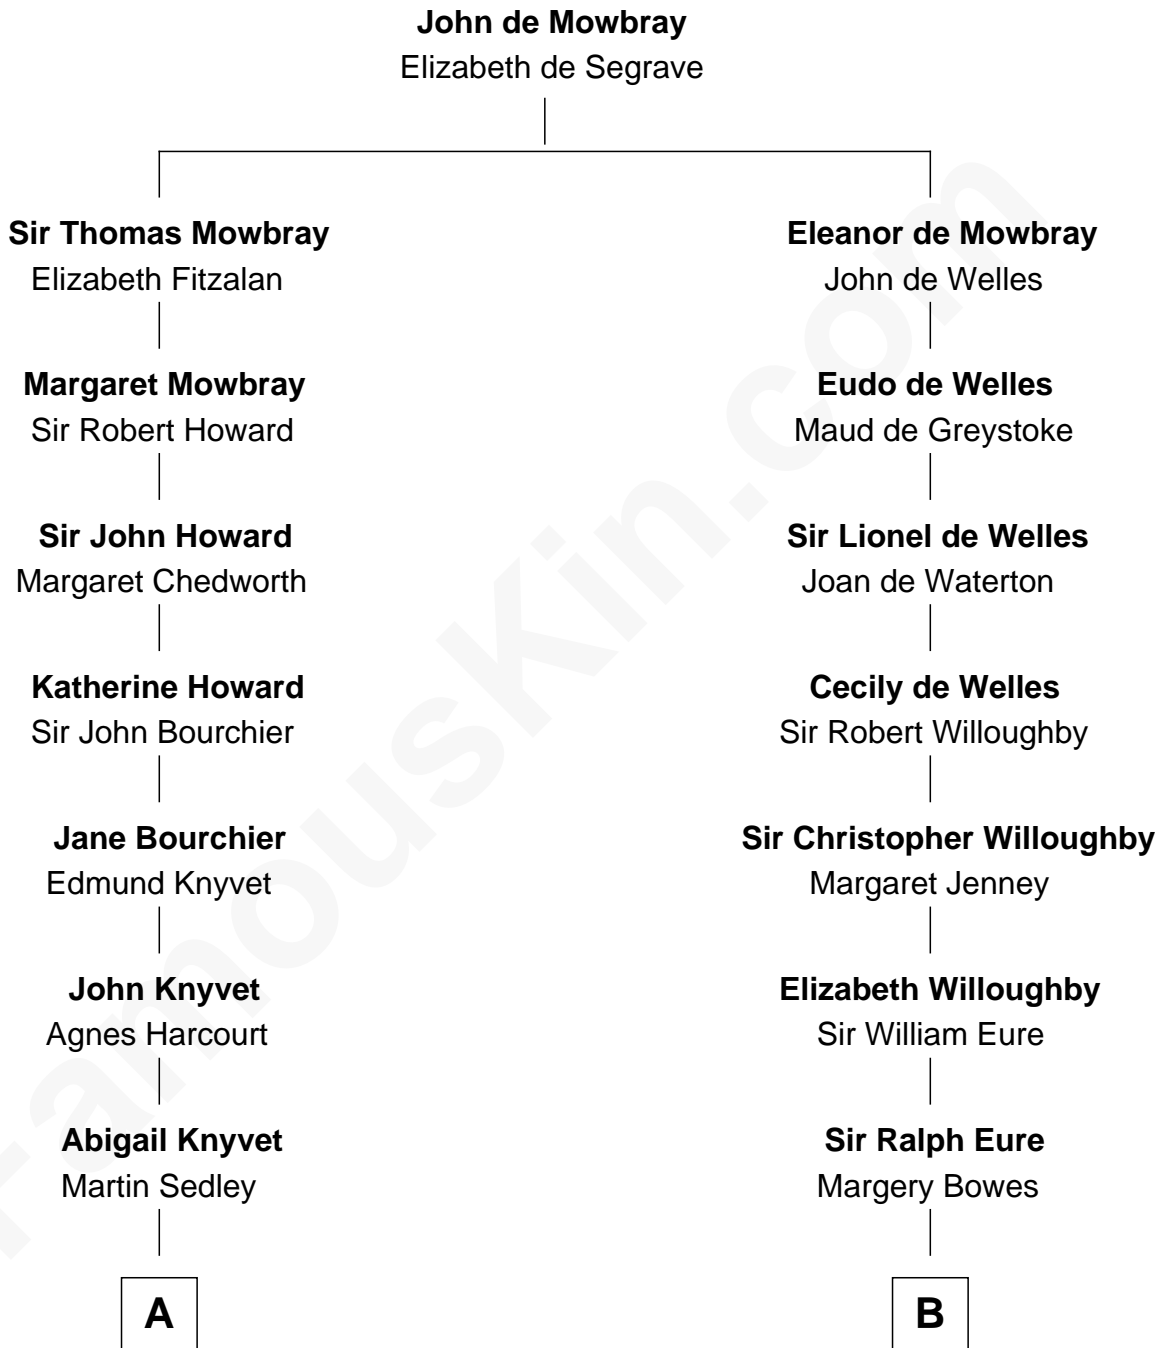 John de Mowbray
Elizabeth de Segrave
Sir Thomas Mowbray
Elizabeth Fitzalan
Eleanor de Mowbray
John de Welles
Margaret Mowbray
Sir Robert Howard
Eudo de Welles
Maud de Greystoke
Sir John Howard
Margaret Chedworth
Sir Lionel de Welles
Joan de Waterton
Katherine Howard
Sir John Bourchier
Cecily de Welles
Sir Robert Willoughby
Jane Bourchier
Edmund Knyvet
Sir Christopher Willoughby
Margaret Jenney
John Knyvet
Agnes Harcourt
Elizabeth Willoughby
Sir William Eure
Abigail Knyvet
Martin Sedley
Sir Ralph Eure
Margery Bowes
A
B
FamousKin.com